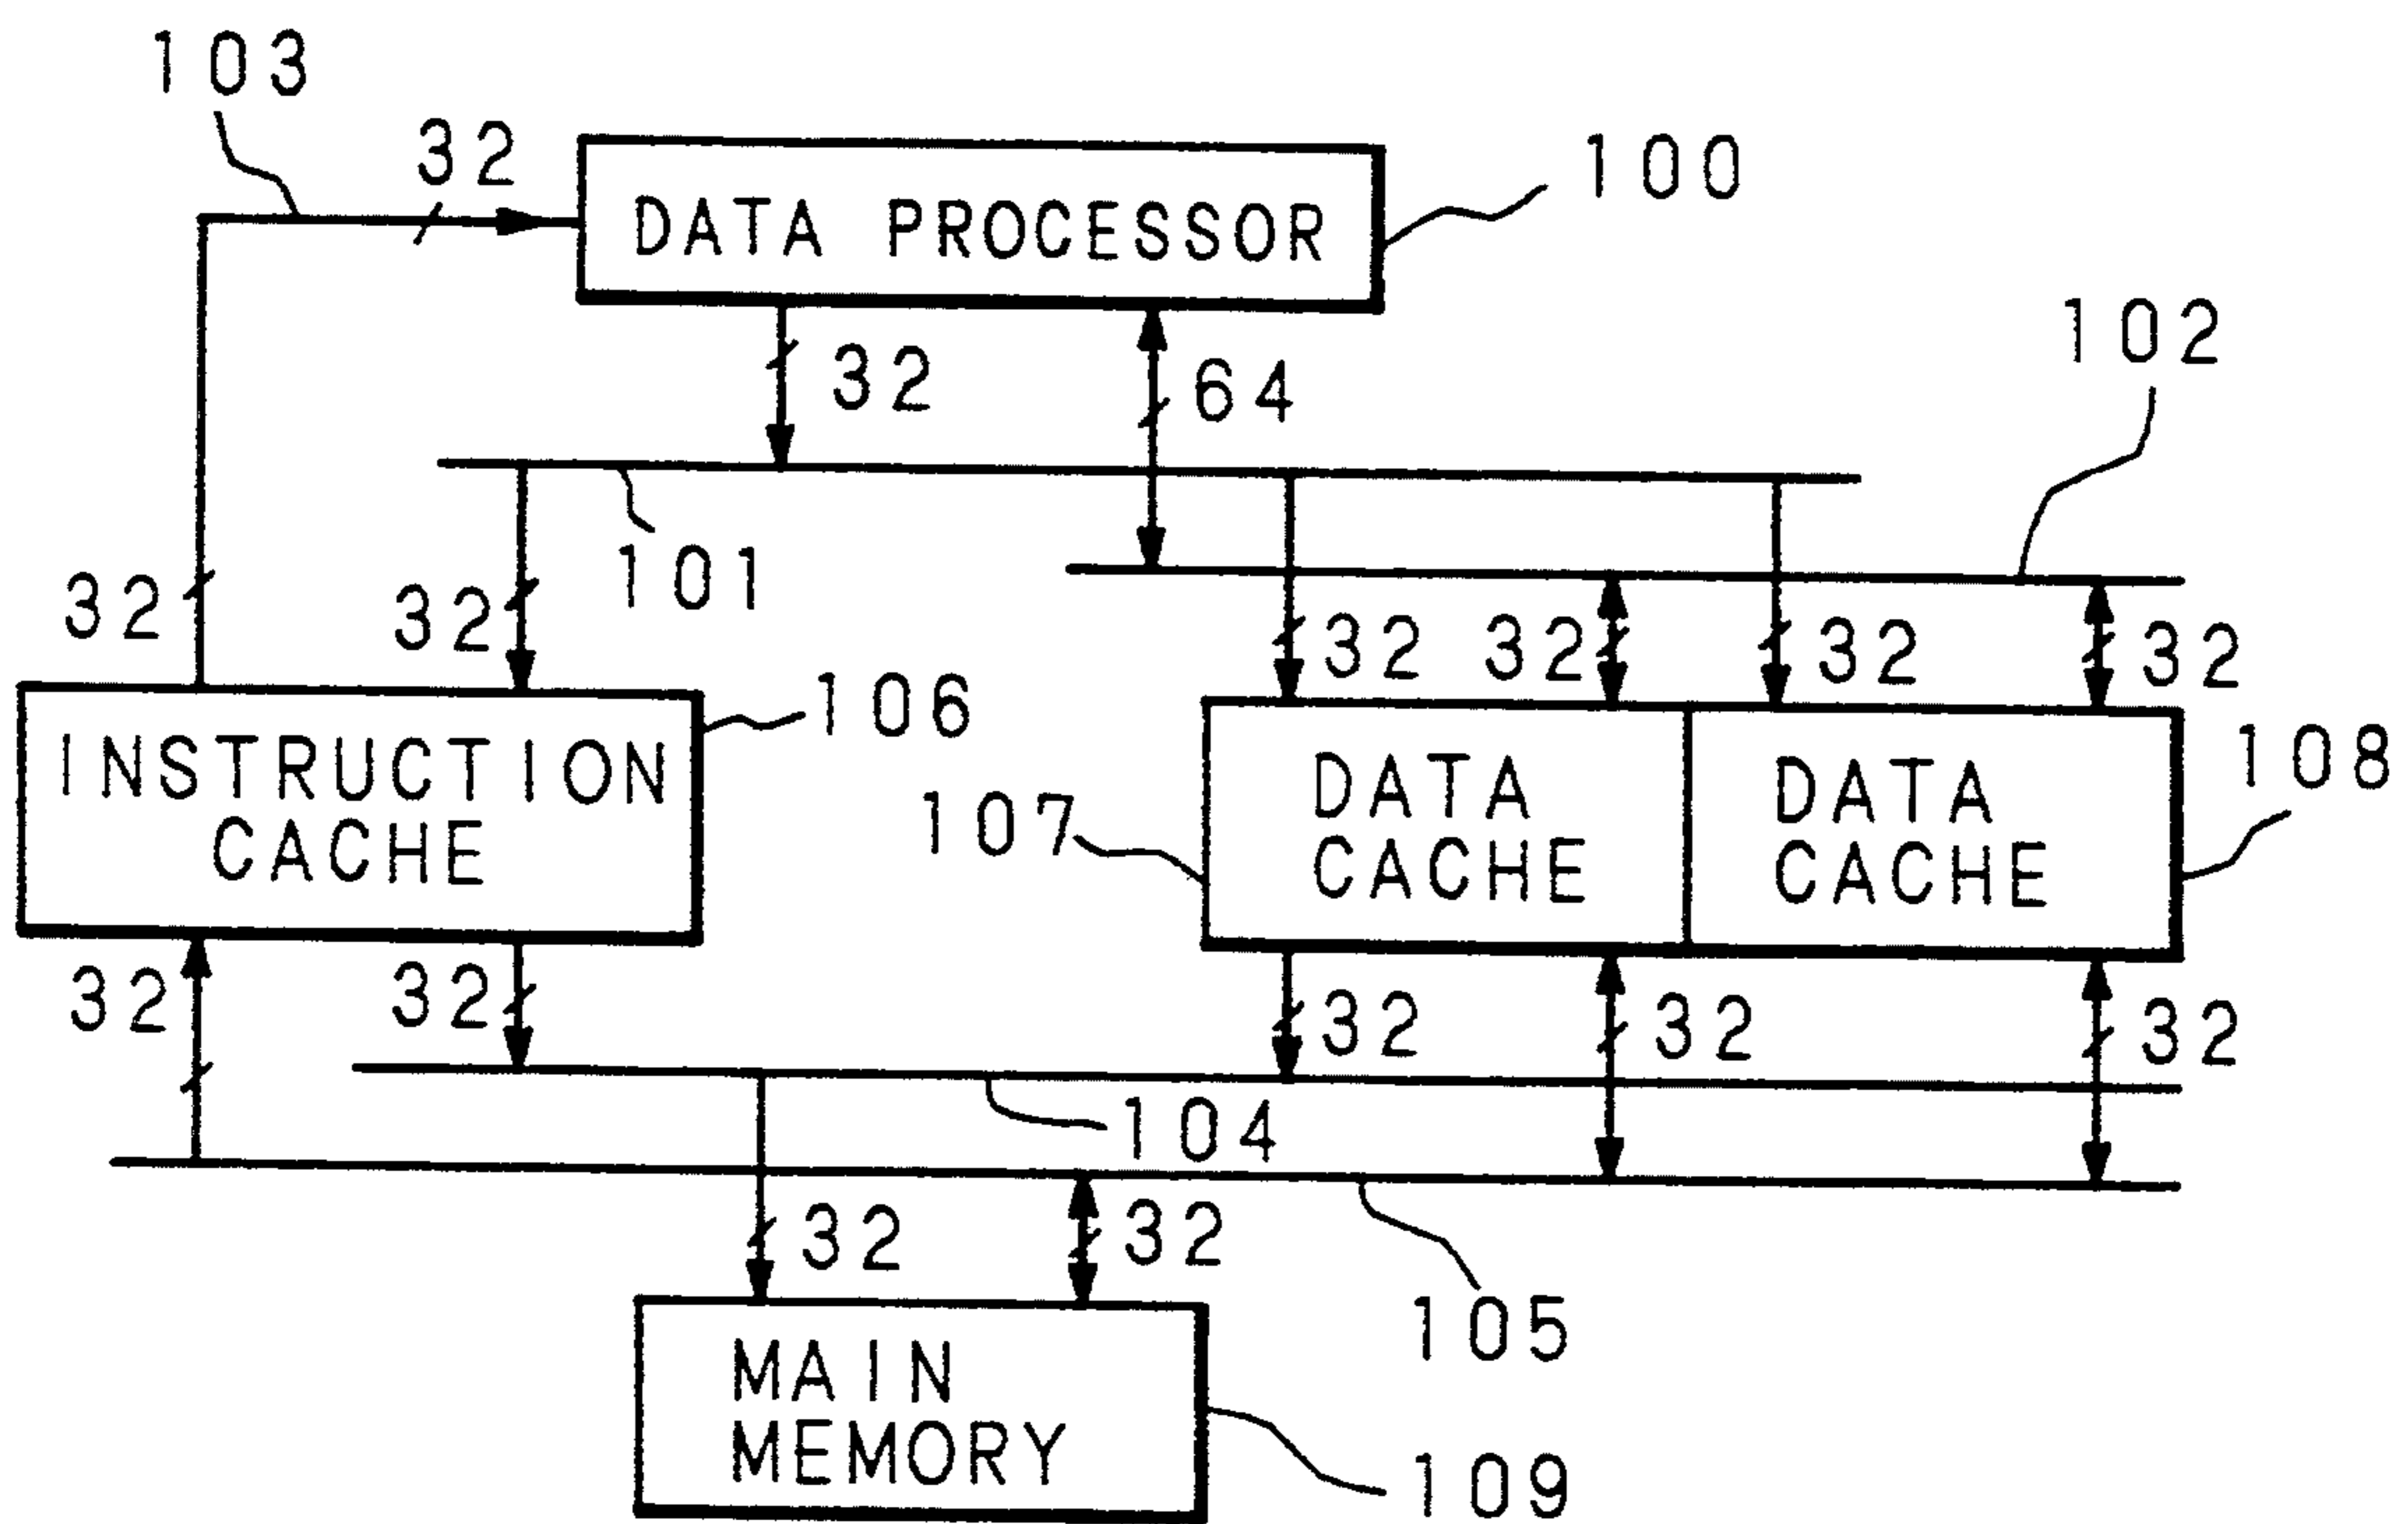 103
32
DATA PROCESSOR
100
32
64
102
101
32
32
32
32
32
32
106
INSTRUCTION
CACHE
107
DATA
CACHE
DATA
CACHE
108
32
32
32
32
32
104
32
32
105
MAIN
MEMORY
109